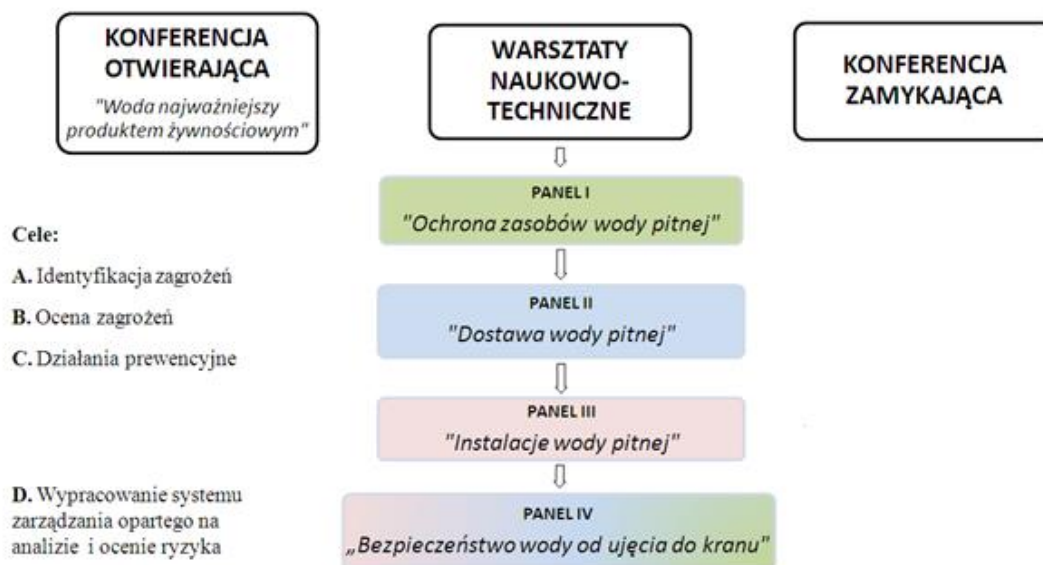 KONFERENCJA
OTWIERAJĄCA
"Woda najważniejszy
produktem żywnościowym"
WARSZTATY
NAUKOWO-
TECHNICZNE
KONFERENCJA
ZAMYKAJĄCA
PANEL I
"Ochrona zasobów wody pitnej"
Cele:
A. Identyfikacja zagrożeń
B. Ocena zagrożeń
C. Działania prewencyjne
PANEL II
"Dostawa wody pitnej"
PANEL III
"Instalacje wody pitnej"
D. Wypracowanie systemu
zarządzania opartego na
analizie i ocenie ryzyka
PANEL IV
„Bezpieczeństwo wody od ujęcia do kranu"